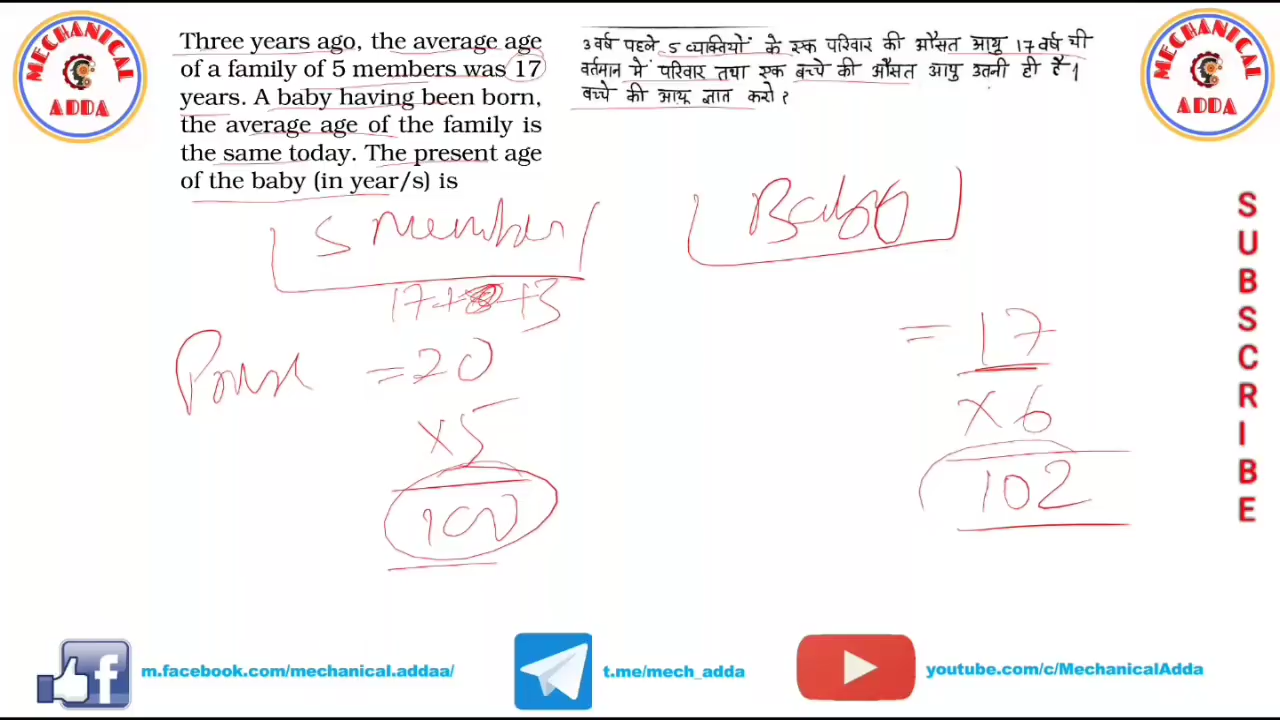 MECHANICAL
ADDA
Three years ago, the average age
of a family of 5 members was 17
years. A baby having been born,
the average age of the family is
the same today. The present age
of the baby (in year/s) is
3 वर्ष पहले 5 व्यक्तियों के एक परिवार की औसत आयु 17 वर्ष थी
वर्तमान में परिवार तथा एक बच्चे की औसत आयु उतनी ही है ।
बच्चे की आयु ज्ञात करो ?
MECHANICAL
ADDA
5 Member
Baby
17+ +3
= 20
×5
100
= 17
×6
102
SUBSCRIBE
f
m.facebook.com/mechanical.addaa/
t.me/mech_adda
youtube.com/c/MechanicalAdda